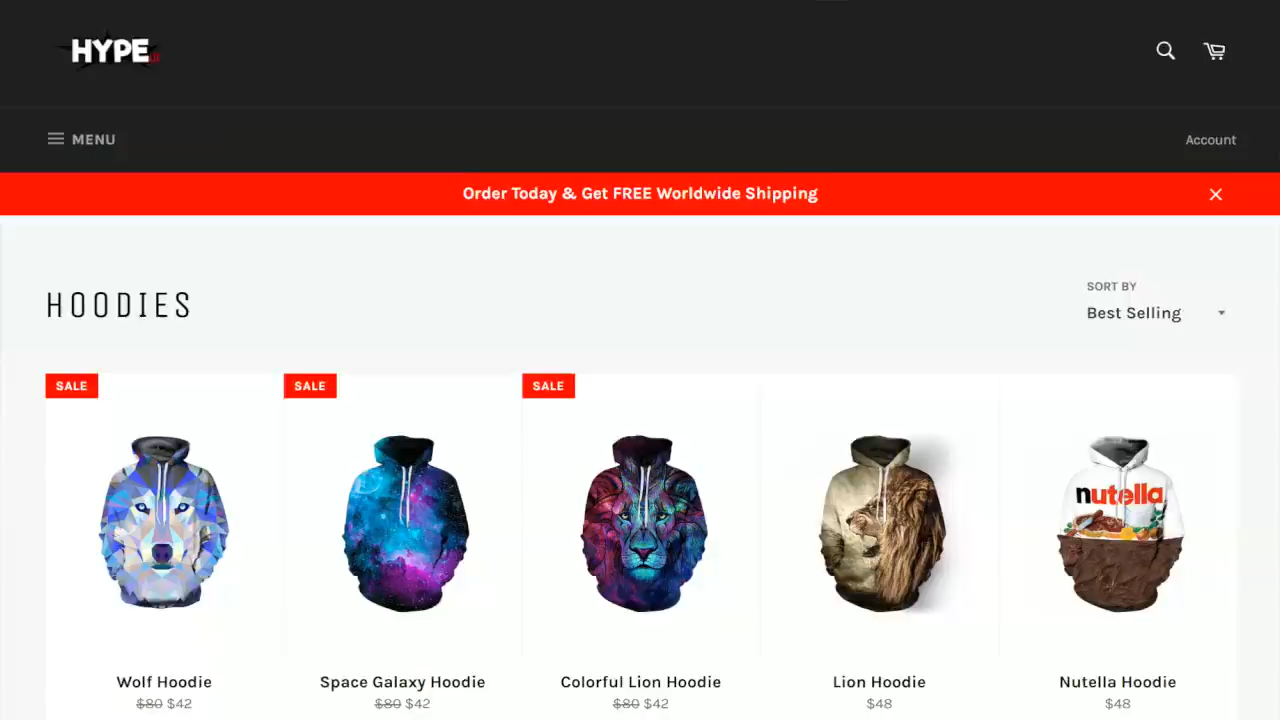 HYPE
MENU
Account
Order Today & Get FREE Worldwide Shipping
HOODIES
SORT BY
Best Selling
SALE
SALE
SALE
nutella
Wolf Hoodie
Space Galaxy Hoodie
Colorful Lion Hoodie
Lion Hoodie
Nutella Hoodie
$80 $42
$80 $42
$80 $42
$48
$48